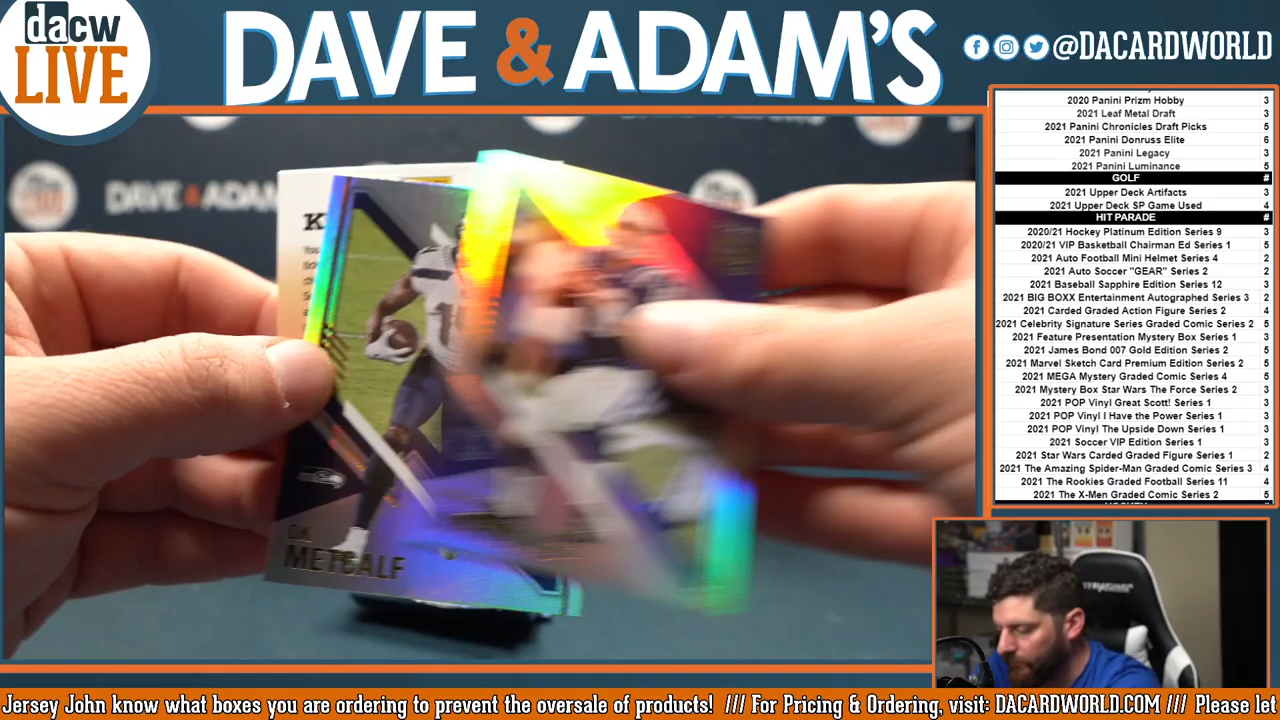 dacw
LIVE
DAVE & ADAM'S
@DACARDWORLD
2020 Panini Prizm Hobby 3
2021 Leaf Metal Draft 3
2021 Panini Chronicles Draft Picks 5
2021 Panini Donruss Elite 6
2021 Panini Legacy 3
2021 Panini Luminance 5
GOLF #
2021 Upper Deck Artifacts 3
2021 Upper Deck SP Game Used 4
HIT PARADE #
2020/21 Hockey Platinum Edition Series 9 3
2020/21 VIP Basketball Chairman Ed Series 1 5
2021 Auto Football Mini Helmet Series 4 2
2021 Auto Soccer "GEAR" Series 2 2
2021 Baseball Sapphire Edition Series 12 3
2021 BIG BOXX Entertainment Autographed Series 3 2
2021 Carded Graded Action Figure Series 2 4
2021 Celebrity Signature Series Graded Comic Series 2 5
2021 Feature Presentation Mystery Box Series 1 3
2021 James Bond 007 Gold Edition Series 2 5
2021 Marvel Sketch Card Premium Edition Series 2 5
2021 MEGA Mystery Graded Comic Series 4 5
2021 Mystery Box Star Wars The Force Series 2 3
2021 POP Vinyl Great Scott! Series 1 3
2021 POP Vinyl I Have the Power Series 1 3
2021 POP Vinyl The Upside Down Series 1 3
2021 Soccer VIP Edition Series 1 3
2021 Star Wars Carded Graded Figure Series 1 2
2021 The Amazing Spider-Man Graded Comic Series 3 4
2021 The Rookies Graded Football Series 11 4
2021 The X-Men Graded Comic Series 2 5
DAVE & ADAM'S
K
D.K.
METCALF
Jersey John know what boxes you are ordering to prevent the oversale of products! /// For Pricing & Ordering, visit: DACARDWORLD.COM /// Please let